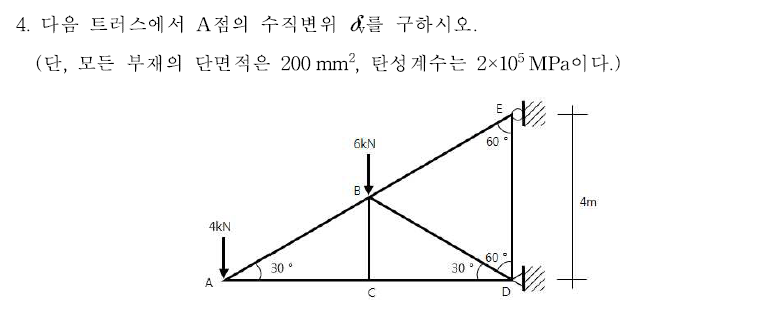 4. 다음 트러스에서 A점의 수직변위 δᵥ를 구하시오.
(단, 모든 부재의 단면적은 200 mm², 탄성계수는 2×10⁵ MPa이다.)
E
60 °
6kN
B
4m
4kN
A
30 °
C
30 °
60 °
D